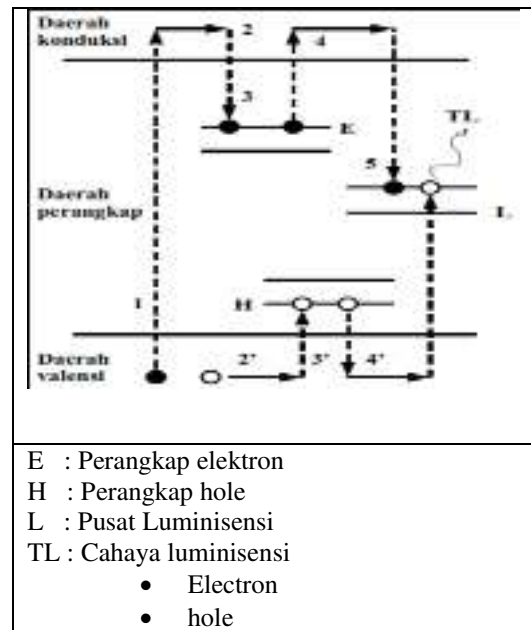 Daerah
konduksi
2
4
3
E
TL
5
Daerah
perangkap
L
1
H
Daerah
valensi
2'
3'
4'
E : Perangkap elektron
H : Perangkap hole
L : Pusat Luminisensi
TL : Cahaya luminisensi
• Electron
• hole